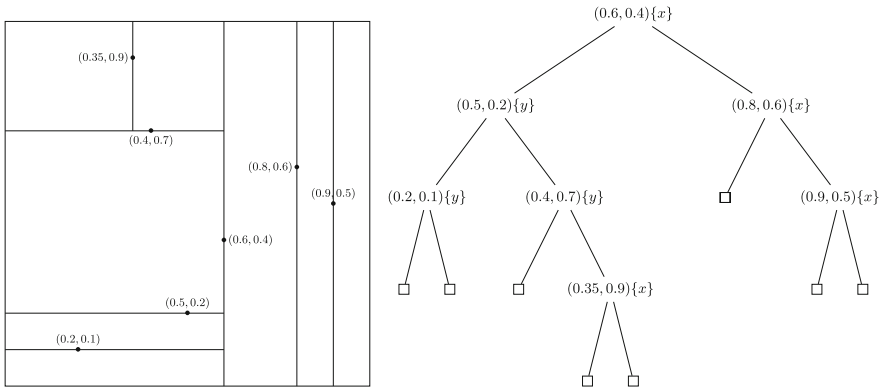 (0.35, 0.9)
(0.4, 0.7)
(0.8, 0.6)
(0.9, 0.5)
(0.6, 0.4)
(0.5, 0.2)
(0.2, 0.1)
(0.6, 0.4){x}
(0.5, 0.2){y}
(0.8, 0.6){x}
(0.2, 0.1){y}
(0.4, 0.7){y}
(0.9, 0.5){x}
(0.35, 0.9){x}